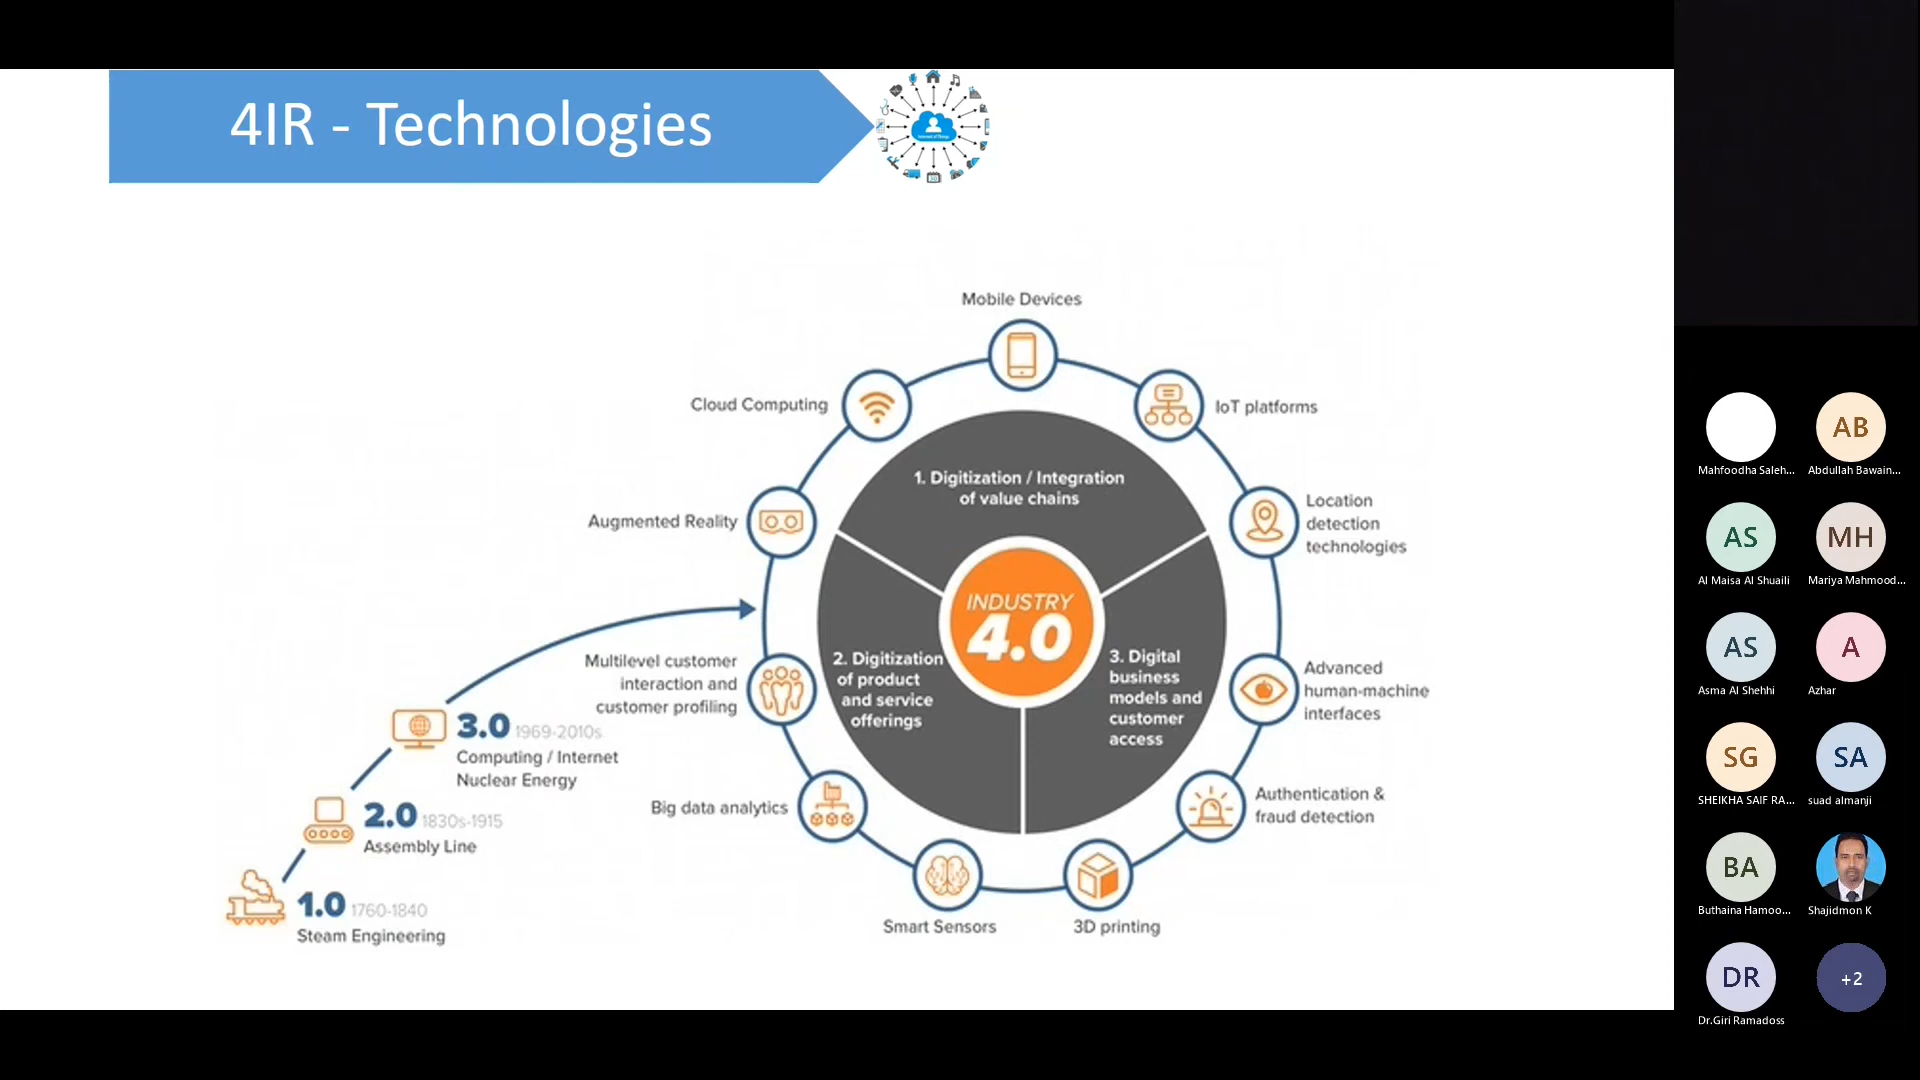 4IR - Technologies
Mobile Devices
Cloud Computing
IoT platforms
1. Digitization / Integration
of value chains
Augmented Reality
Location
detection
technologies
INDUSTRY
4.0
Multilevel customer
interaction and
customer profiling
2. Digitization
of product
and service
offerings
3. Digital
business
models and
customer
access
Advanced
human-machine
interfaces
3.0 1969-2010s
Computing / Internet
Nuclear Energy
Big data analytics
Authentication &
fraud detection
2.0 1830s-1915
Assembly Line
Smart Sensors
3D printing
1.0 1760-1840
Steam Engineering
AB
Mahfoodha Saleh...
Abdullah Bawain...
AS
MH
Al Maisa Al Shuaili
Mariya Mahmood...
AS
A
Asma Al Shehhi
Azhar
SG
SA
SHEIKHA SAIF RA...
suad almanji
BA
Buthaina Hamoo...
Shajidmon K
DR
+2
Dr.Giri Ramadoss